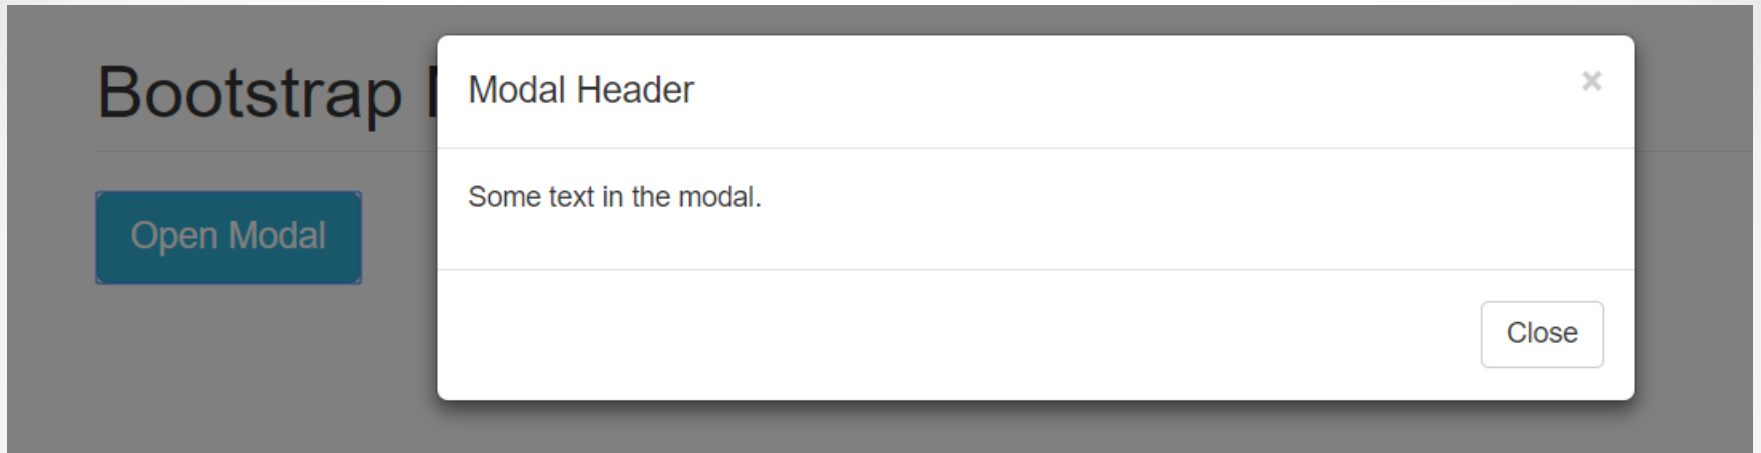 Bootstrap
Modal Header
×
Some text in the modal.
Open Modal
Close